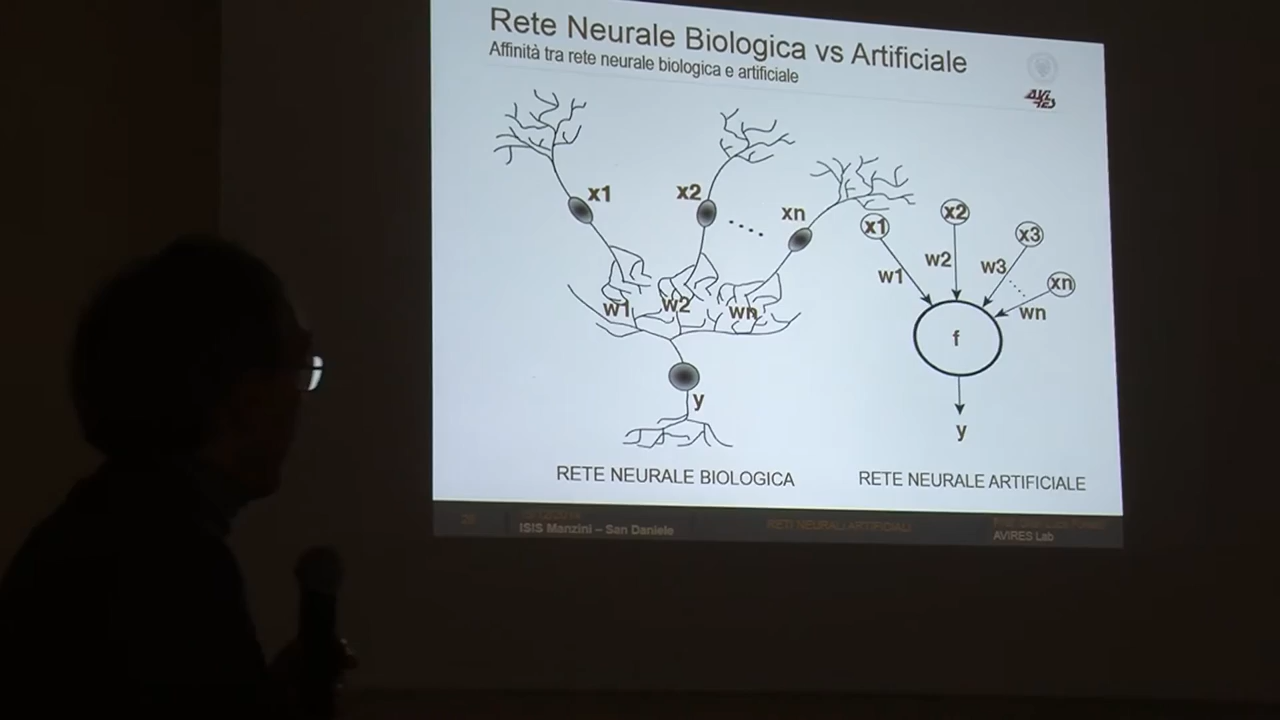 Rete Neurale Biologica vs Artificiale
Affinità tra rete neurale biologica e artificiale
AVI
RES
x1
x2
xn
x1
x2
x3
xn
w1
w2
w3
wn
w1
w2
wn
f
y
y
RETE NEURALE BIOLOGICA
RETE NEURALE ARTIFICIALE
ISIS Manzini – San Daniele
RETI NEURALI ARTIFICIALI
AVIRES Lab